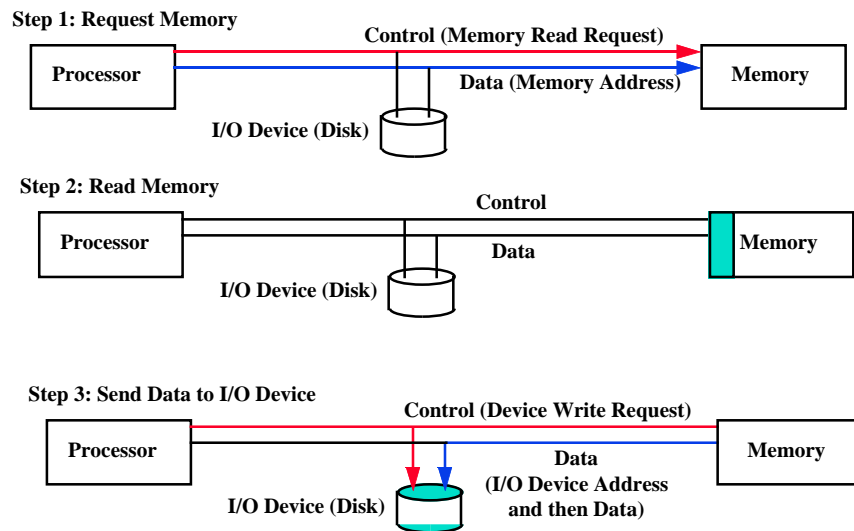 Step 1: Request Memory
Control (Memory Read Request)
Processor
Memory
Data (Memory Address)
I/O Device (Disk)
Step 2: Read Memory
Control
Processor
Memory
Data
I/O Device (Disk)
Step 3: Send Data to I/O Device
Control (Device Write Request)
Processor
Memory
Data
(I/O Device Address
and then Data)
I/O Device (Disk)